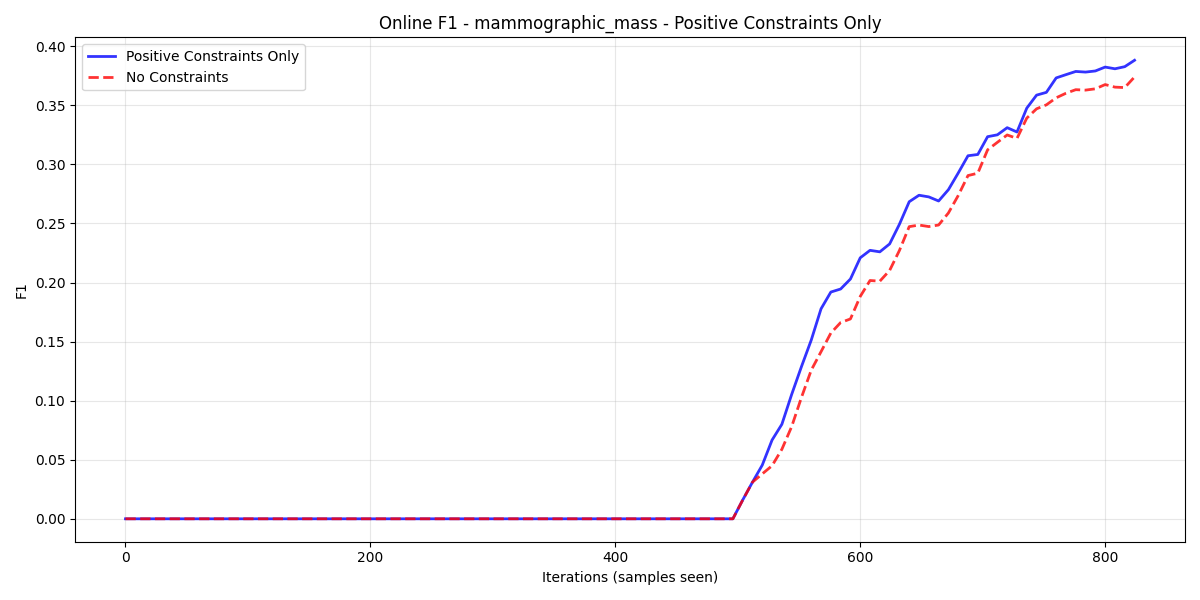 Online F1 - mammographic_mass - Positive Constraints Only
Positive Constraints Only
No Constraints
F1
0.40
0.35
0.30
0.25
0.20
0.15
0.10
0.05
0.00
0 200 400 600 800
Iterations (samples seen)